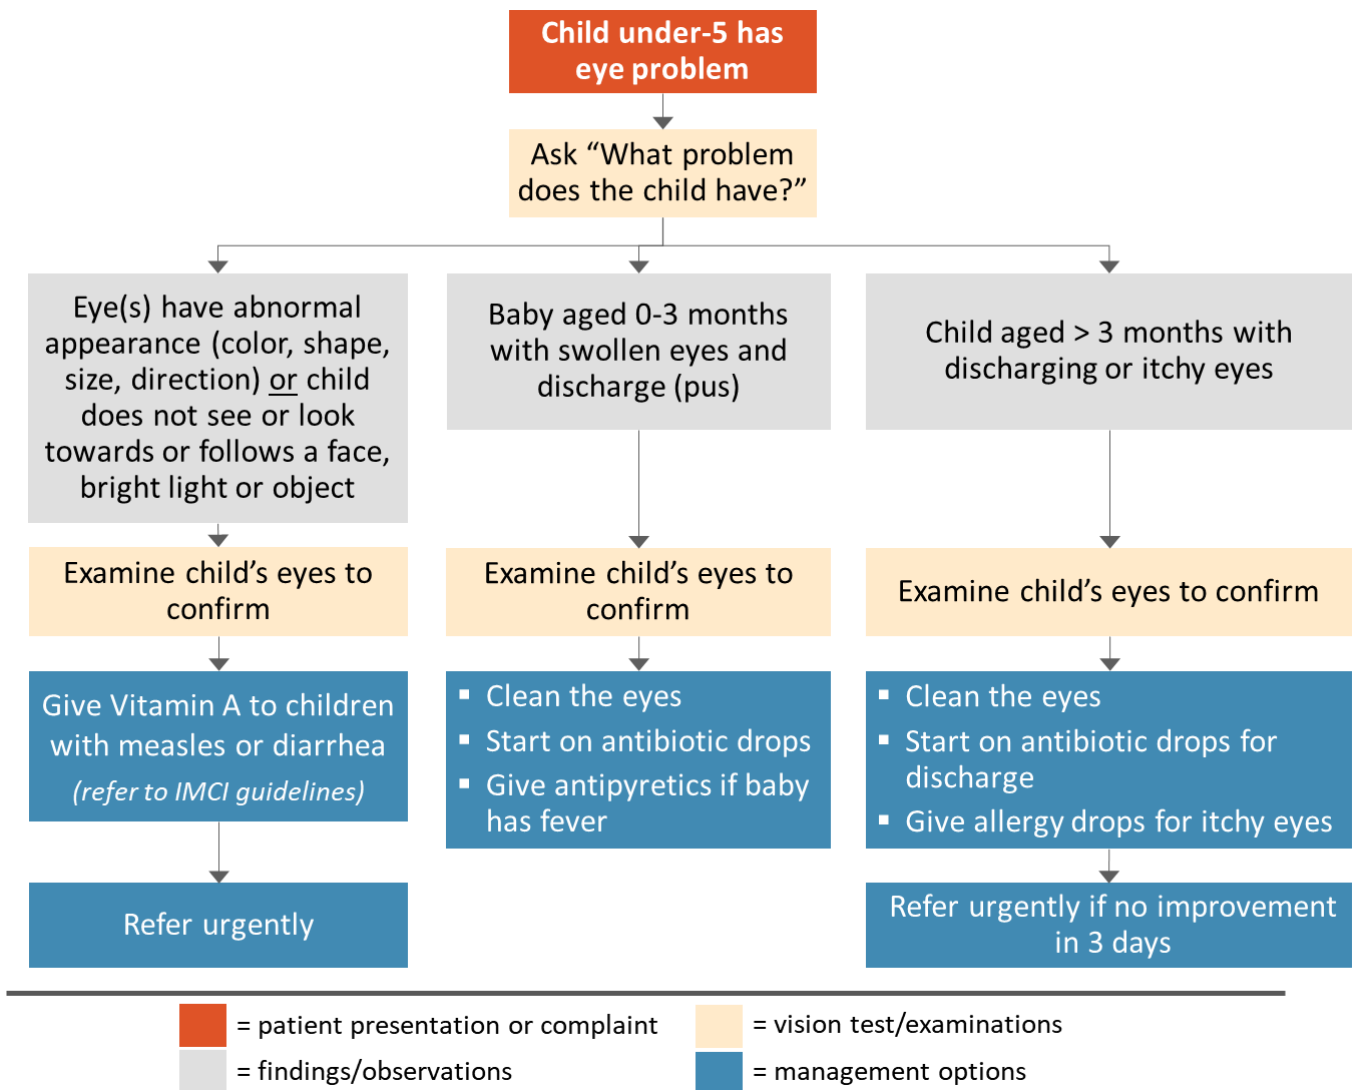 Child under-5 has
eye problem
Ask “What problem
does the child have?”
Eye(s) have abnormal
appearance (color, shape,
size, direction) or child
does not see or look
towards or follows a face,
bright light or object
Baby aged 0-3 months
with swollen eyes and
discharge (pus)
Child aged > 3 months with
discharging or itchy eyes
Examine child’s eyes to
confirm
Examine child’s eyes to
confirm
Examine child’s eyes to confirm
Give Vitamin A to children
with measles or diarrhea
(refer to IMCI guidelines)
▪ Clean the eyes
▪ Start on antibiotic drops
▪ Give antipyretics if baby
has fever
▪ Clean the eyes
▪ Start on antibiotic drops for
discharge
▪ Give allergy drops for itchy eyes
Refer urgently
Refer urgently if no improvement
in 3 days
= patient presentation or complaint
= vision test/examinations
= findings/observations
= management options